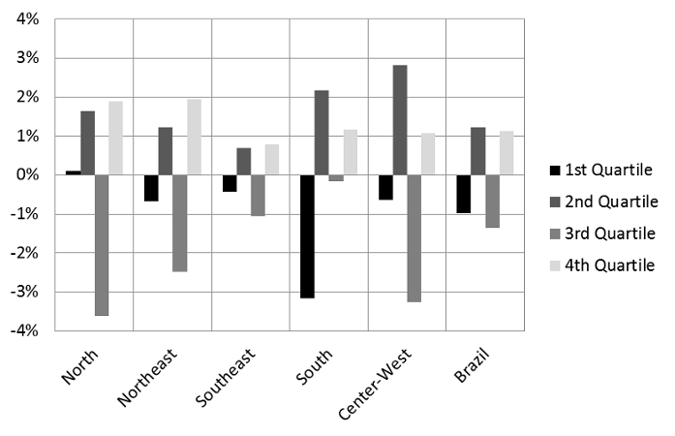 4%
3%
2%
1%
0%
-1%
-2%
-3%
-4%
North
Northeast
Southeast
South
Center-West
Brazil
1st Quartile
2nd Quartile
3rd Quartile
4th Quartile